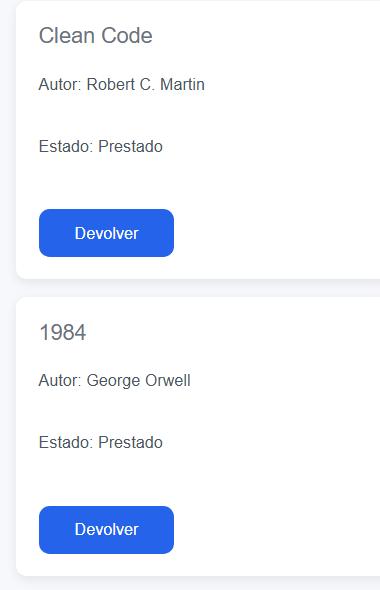 Clean Code
Autor: Robert C. Martin
Estado: Prestado
Devolver
1984
Autor: George Orwell
Estado: Prestado
Devolver